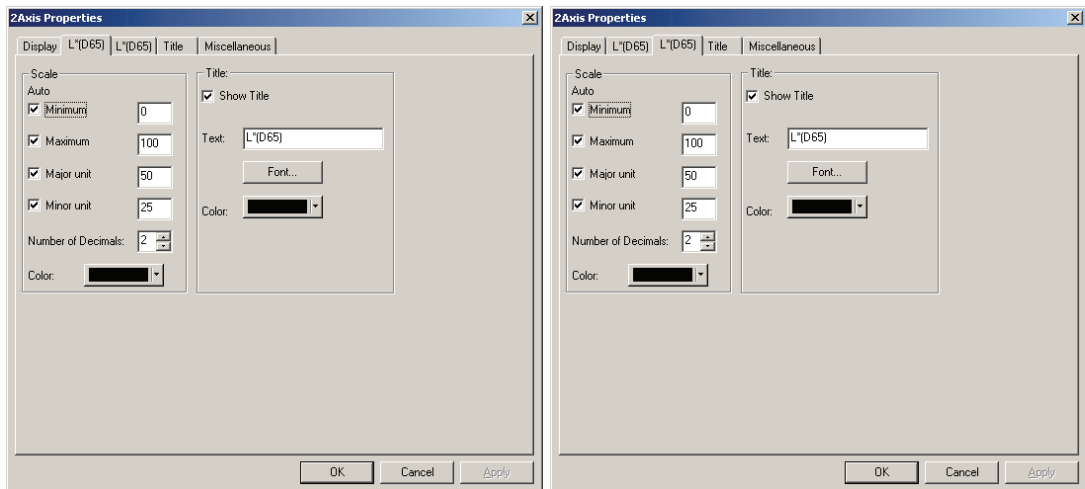 2Axis Properties
Display L"(D65) L"(D65) Title Miscellaneous
Scale
Auto
Minimum 0
Maximum 100
Major unit 50
Minor unit 25
Number of Decimals: 2
Color:
Title:
Show Title
Text: L"(D65)
Font...
Color:
OK Cancel Apply
2Axis Properties
Display L"(D65) L"(D65) Title Miscellaneous
Scale
Auto
Minimum 0
Maximum 100
Major unit 50
Minor unit 25
Number of Decimals: 2
Color:
Title:
Show Title
Text: L"(D65)
Font...
Color:
OK Cancel Apply